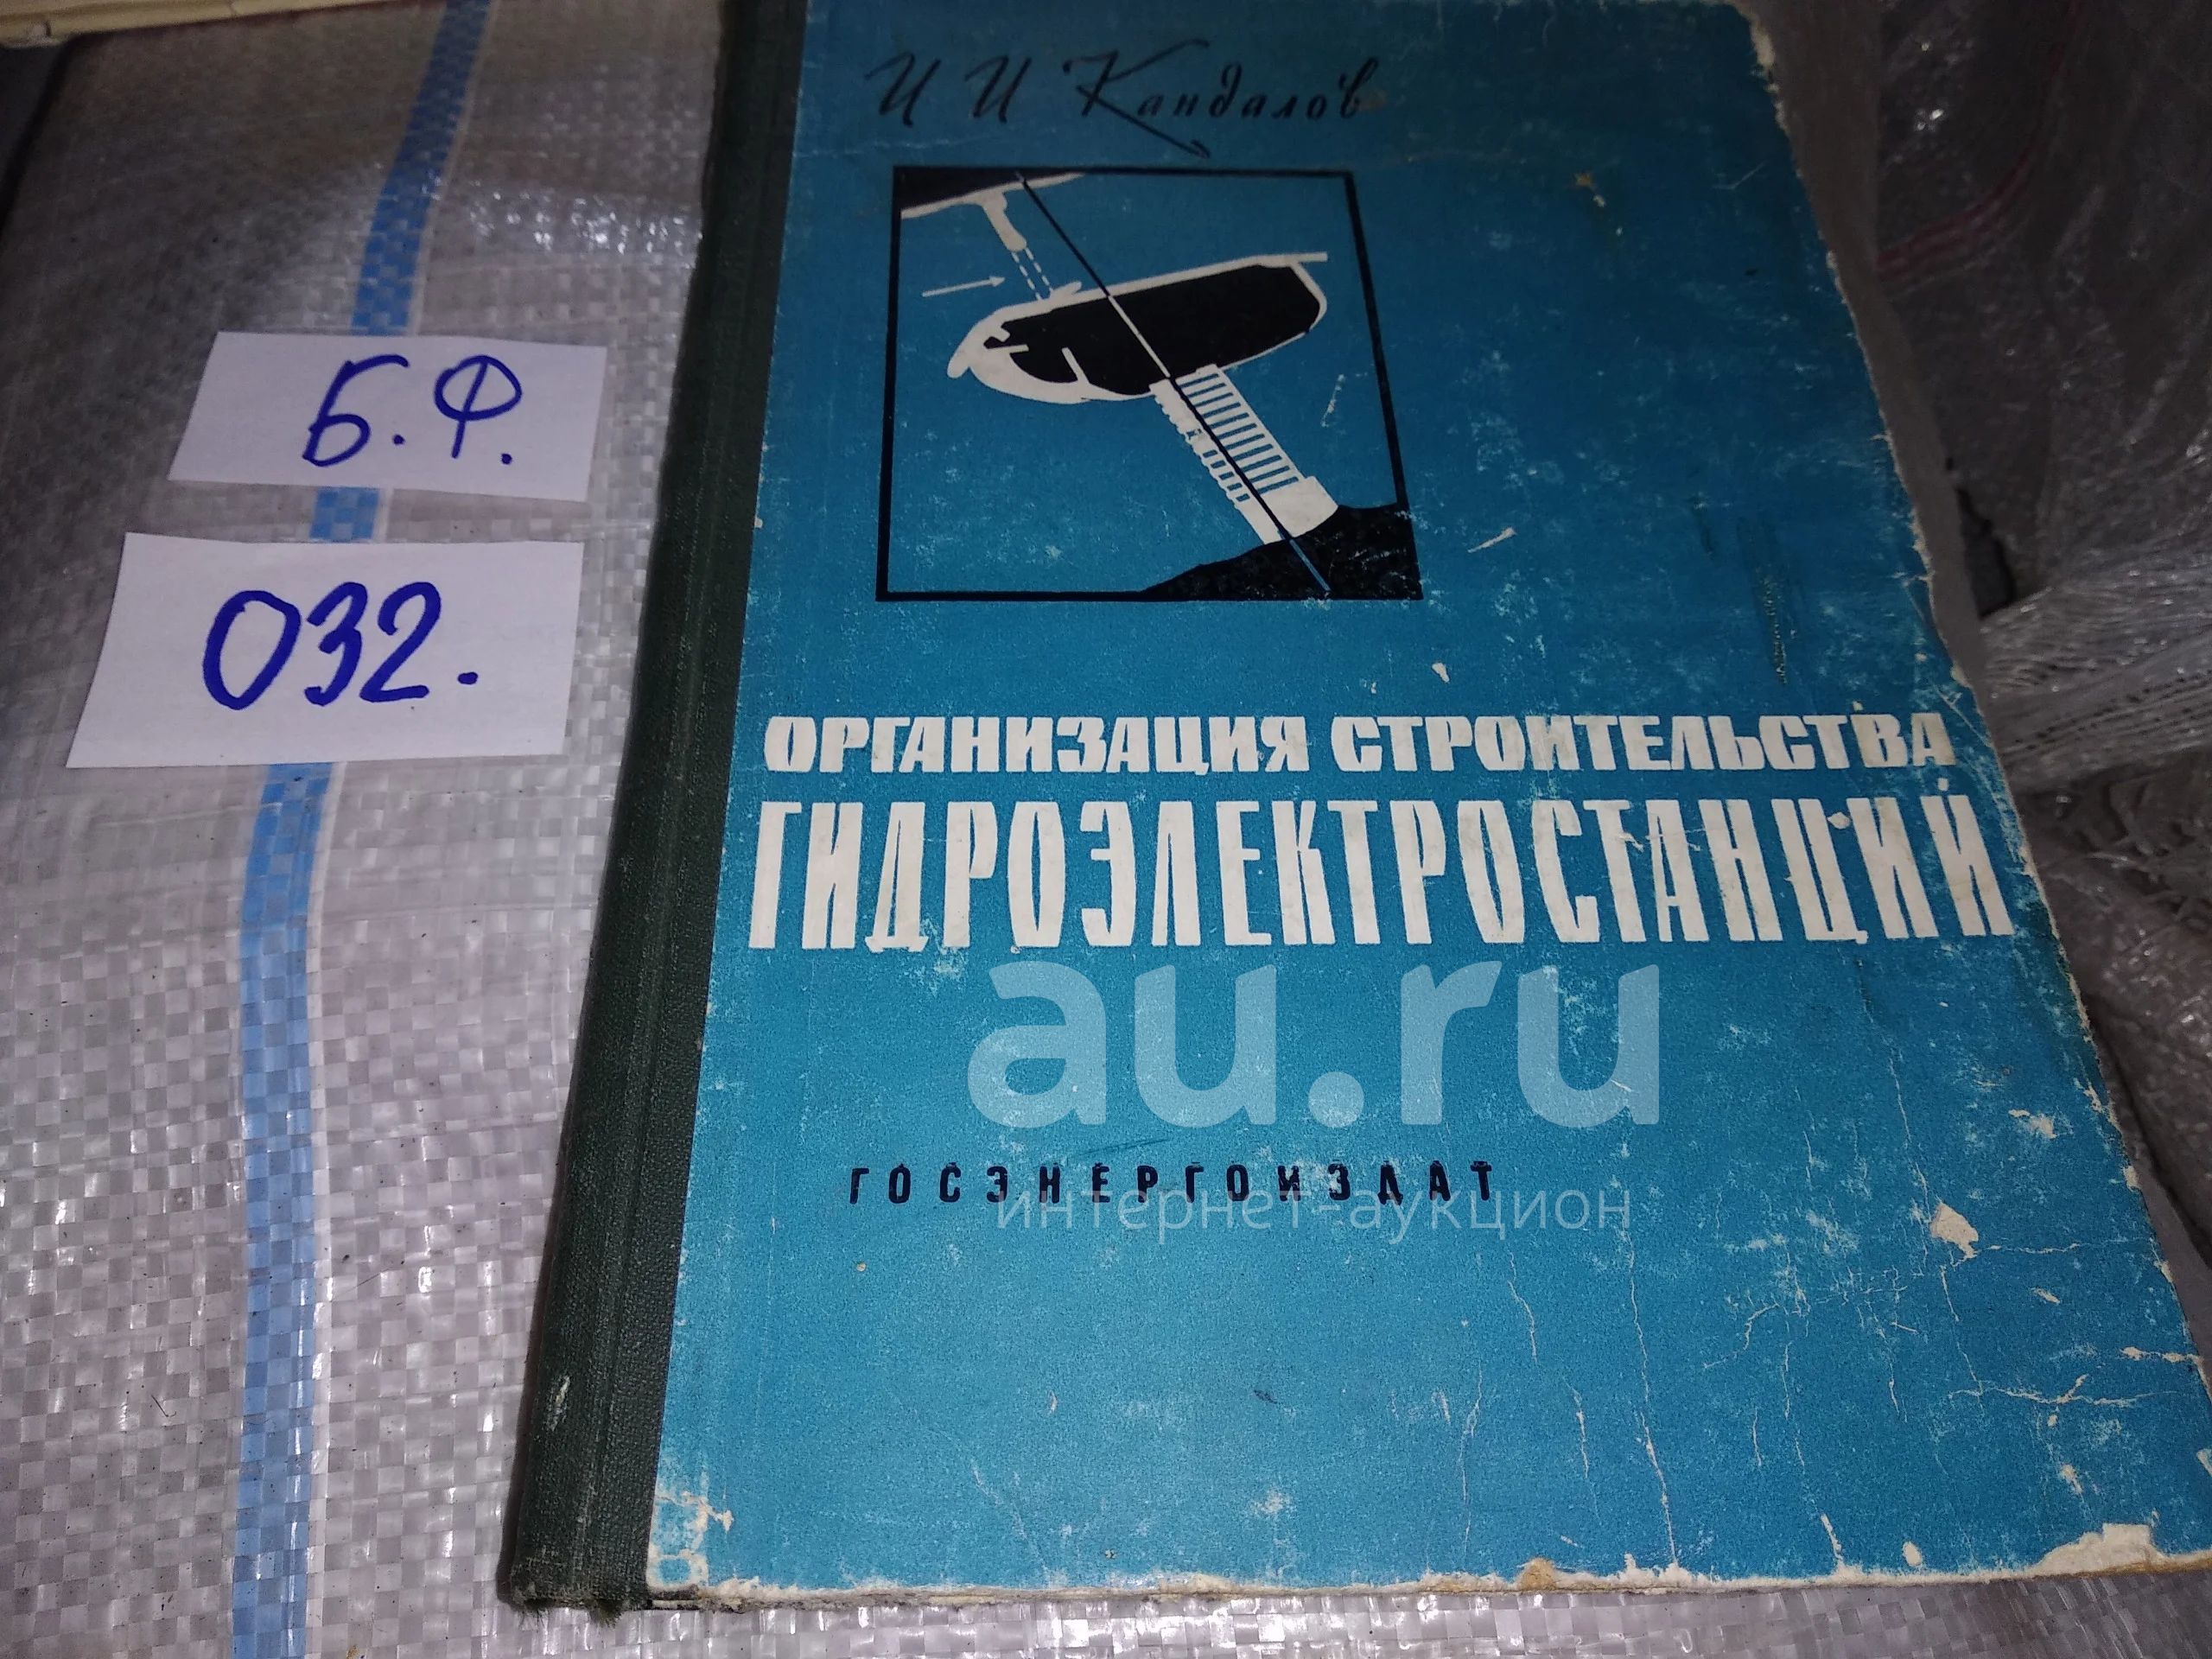 И И Кандалов
Б.Ф.
032.
ОРГАНИЗАЦИЯ СТРОИТЕЛЬСТВА
ГИДРОЭЛЕКТРОСТАНЦИЙ
au.ru
ГОСЭНЕРГОИЗДАТ
интернет-аукцион